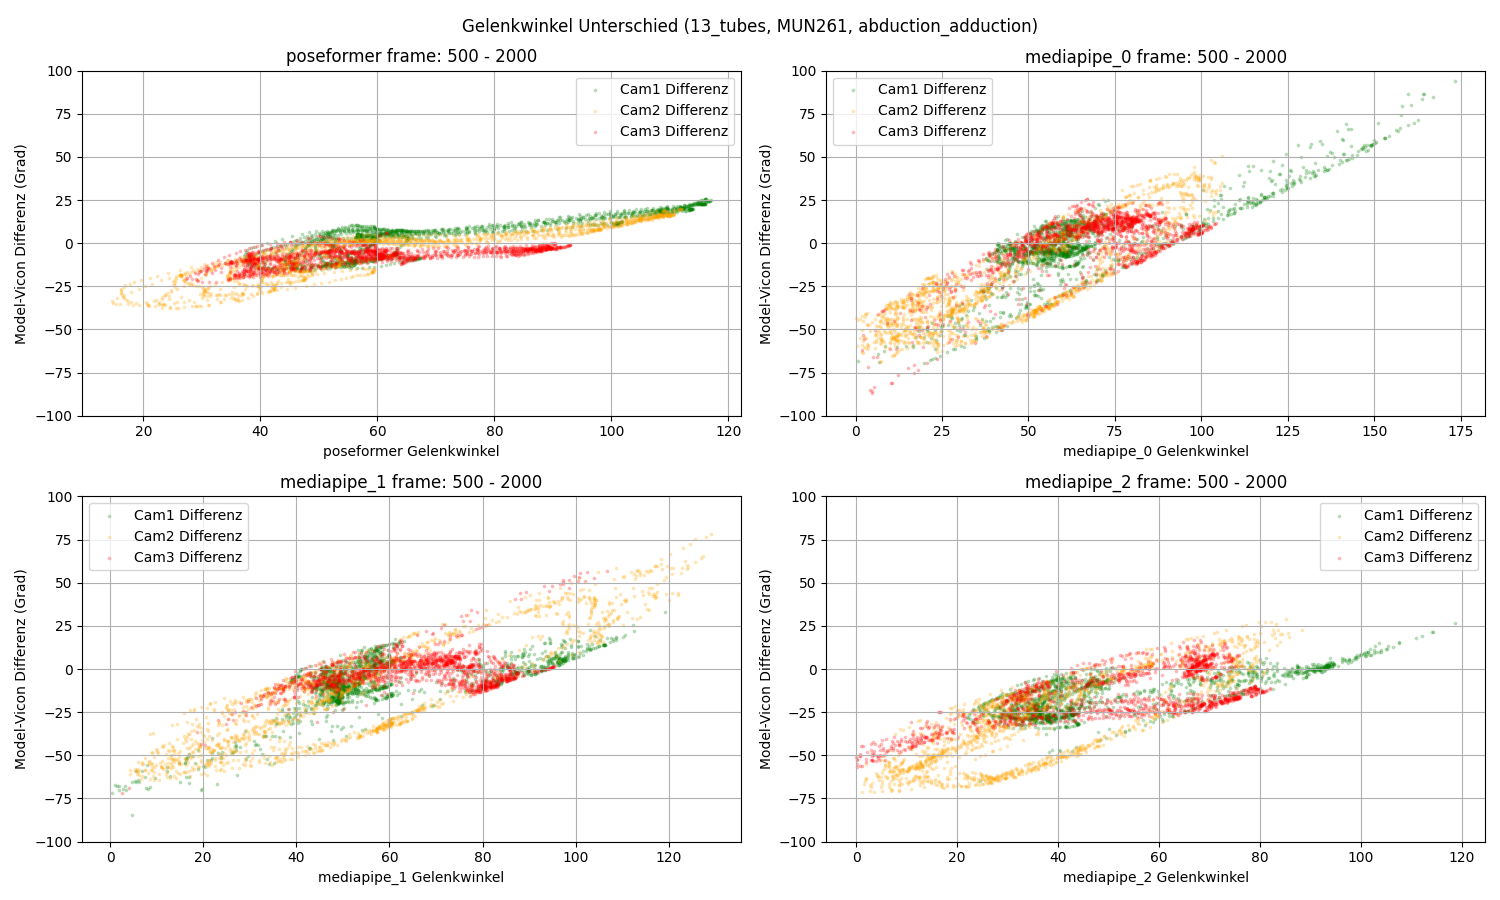 Gelenkwinkel Unterschied (13_tubes, MUN261, abduction_adduction)
poseformer frame: 500 - 2000
Model-Vicon Differenz (Grad)
100
75
50
25
0
−25
−50
−75
−100
Cam1 Differenz
Cam2 Differenz
Cam3 Differenz
20 40 60 80 100 120
poseformer Gelenkwinkel
mediapipe_0 frame: 500 - 2000
Model-Vicon Differenz (Grad)
100
75
50
25
0
−25
−50
−75
−100
Cam1 Differenz
Cam2 Differenz
Cam3 Differenz
0 25 50 75 100 125 150 175
mediapipe_0 Gelenkwinkel
mediapipe_1 frame: 500 - 2000
Model-Vicon Differenz (Grad)
100
75
50
25
0
−25
−50
−75
−100
Cam1 Differenz
Cam2 Differenz
Cam3 Differenz
0 20 40 60 80 100 120
mediapipe_1 Gelenkwinkel
mediapipe_2 frame: 500 - 2000
Model-Vicon Differenz (Grad)
100
75
50
25
0
−25
−50
−75
−100
Cam1 Differenz
Cam2 Differenz
Cam3 Differenz
0 20 40 60 80 100 120
mediapipe_2 Gelenkwinkel